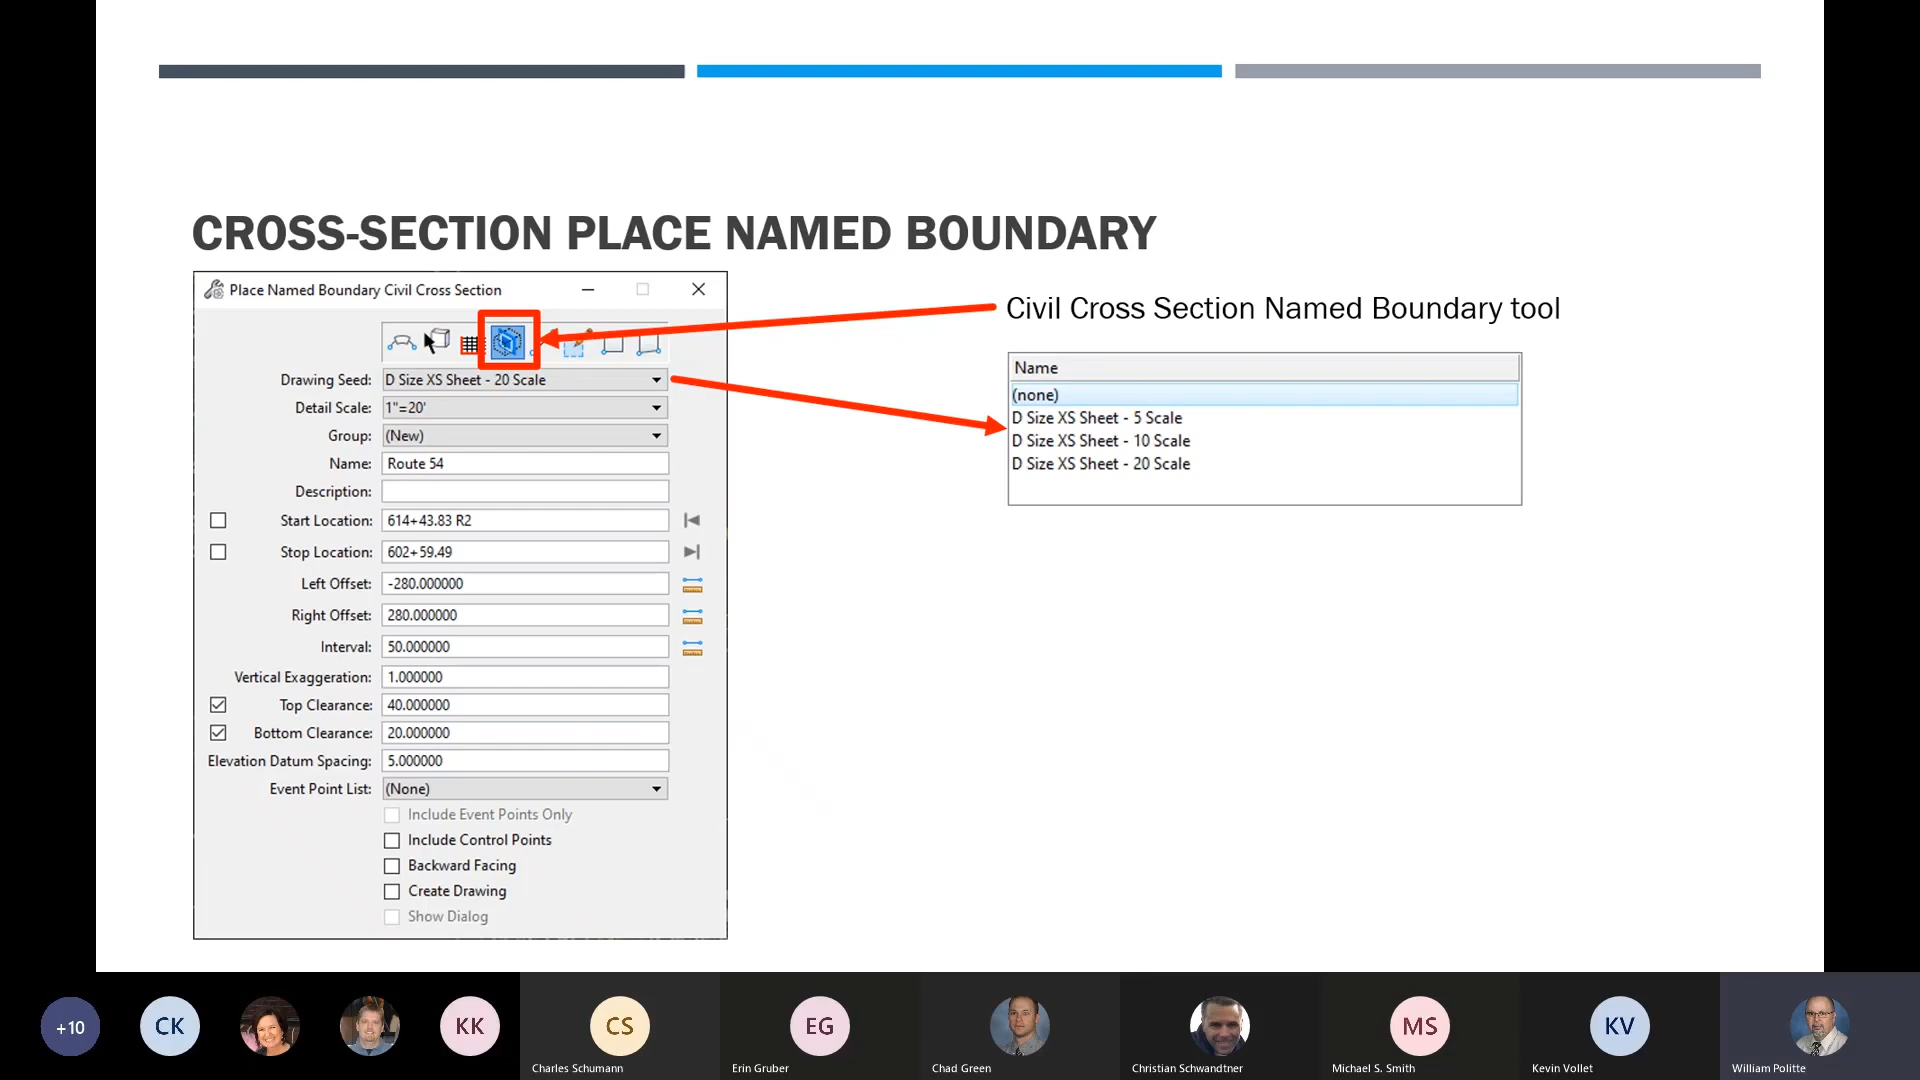 CROSS-SECTION PLACE NAMED BOUNDARY
Place Named Boundary Civil Cross Section
Drawing Seed: D Size XS Sheet - 20 Scale
Detail Scale: 1"=20'
Group: (New)
Name: Route 54
Description:
Start Location: 614+43.83 R2
Stop Location: 602+59.49
Left Offset: -280.000000
Right Offset: 280.000000
Interval: 50.000000
Vertical Exaggeration: 1.000000
Top Clearance: 40.000000
Bottom Clearance: 20.000000
Elevation Datum Spacing: 5.000000
Event Point List: (None)
Include Event Points Only
Include Control Points
Backward Facing
Create Drawing
Show Dialog
Civil Cross Section Named Boundary tool
Name
(none)
D Size XS Sheet - 5 Scale
D Size XS Sheet - 10 Scale
D Size XS Sheet - 20 Scale
+10 CK KK CS EG MS KV
Charles Schumann Erin Gruber Chad Green Christian Schwandtner Michael S. Smith Kevin Vollet William Politte